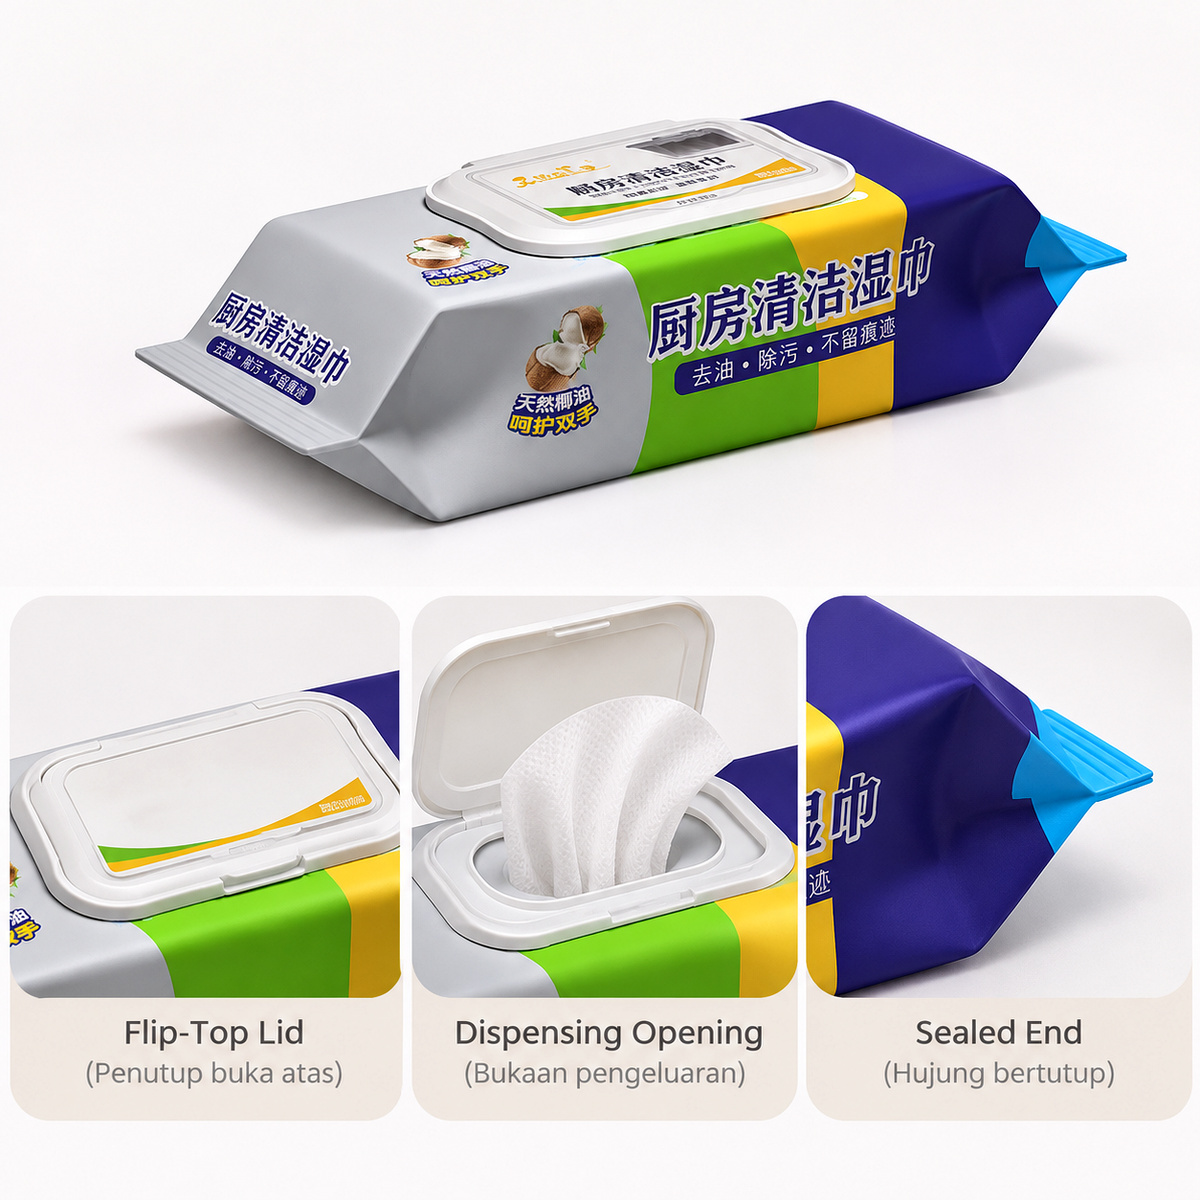 厨房清洁湿巾
天然椰油
呵护双手
厨房清洁湿巾
去油·除污·不留痕迹
天然椰油
呵护双手
厨房清洁湿巾
去油·除污·不留痕迹
油
手
湿巾
迹
Flip-Top Lid
(Penutup buka atas)
Dispensing Opening
(Bukaan pengeluaran)
Sealed End
(Hujung bertutup)